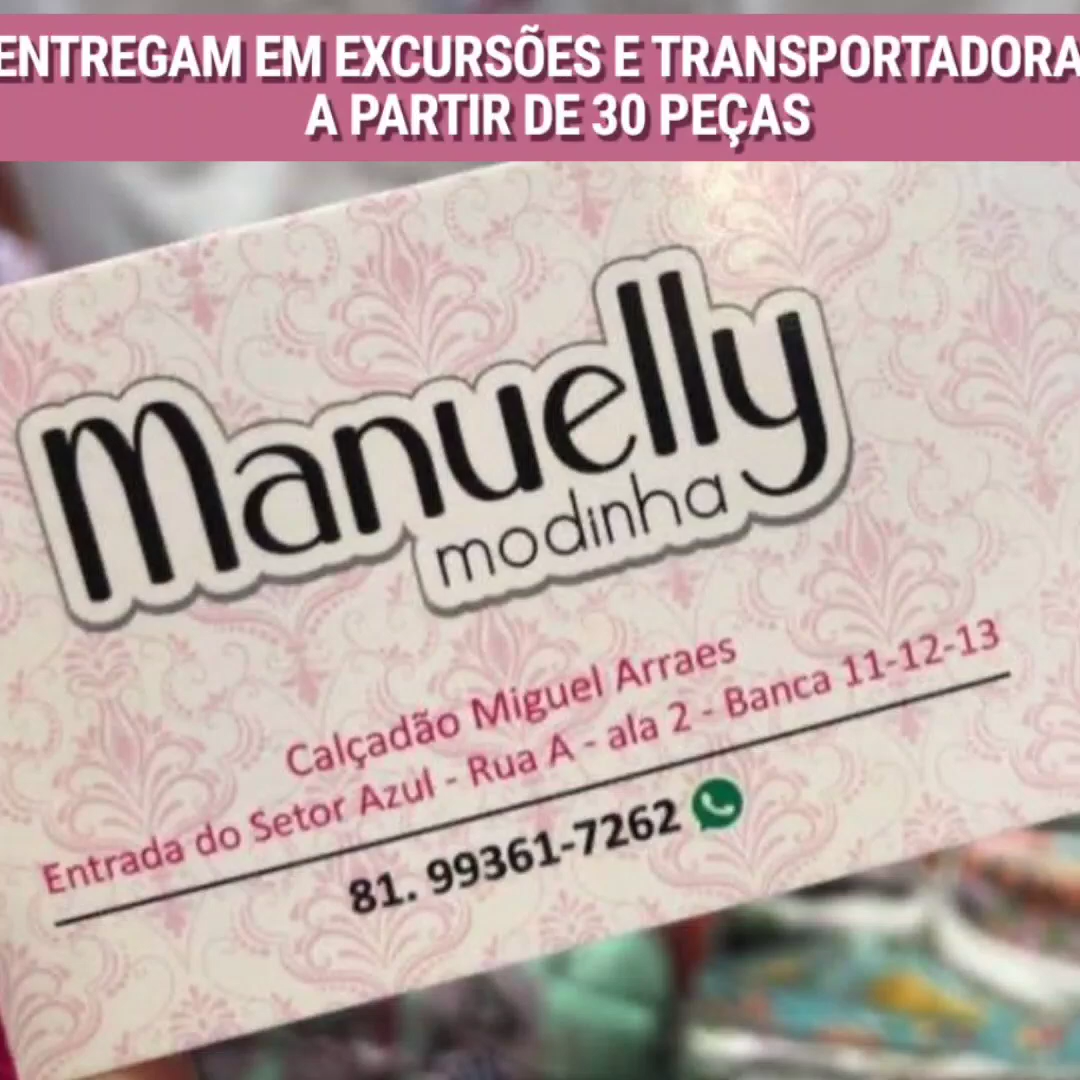 ENTREGAM EM EXCURSÕES E TRANSPORTADORA
A PARTIR DE 30 PEÇAS
Manuelly
modinha
Calçadão Miguel Arraes
Entrada do Setor Azul - Rua A - ala 2 - Banca 11-12-13
81. 99361-7262